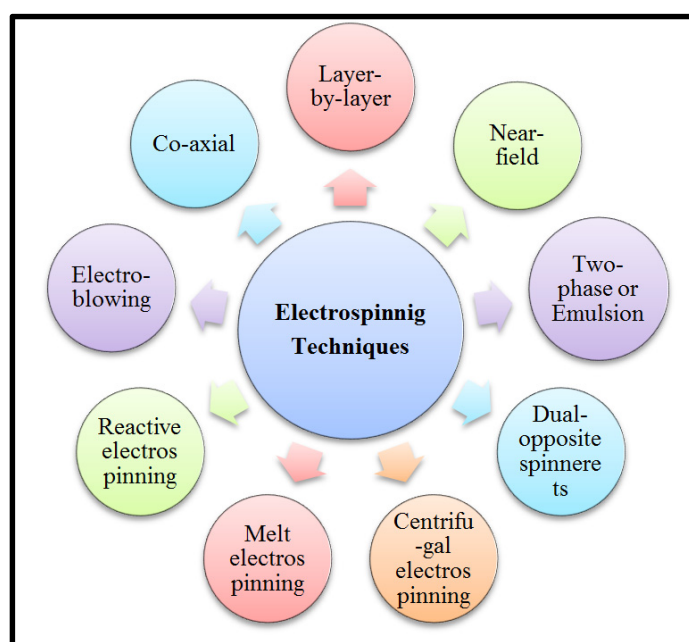 Layer-
by-layer
Near-
field
Two-
phase or
Emulsion
Dual-
opposite
spinnere
ts
Centrifu
-gal
electros
pinning
Melt
electros
pinning
Reactive
electros
pinning
Electro-
blowing
Co-axial
Electrospinnig
Techniques